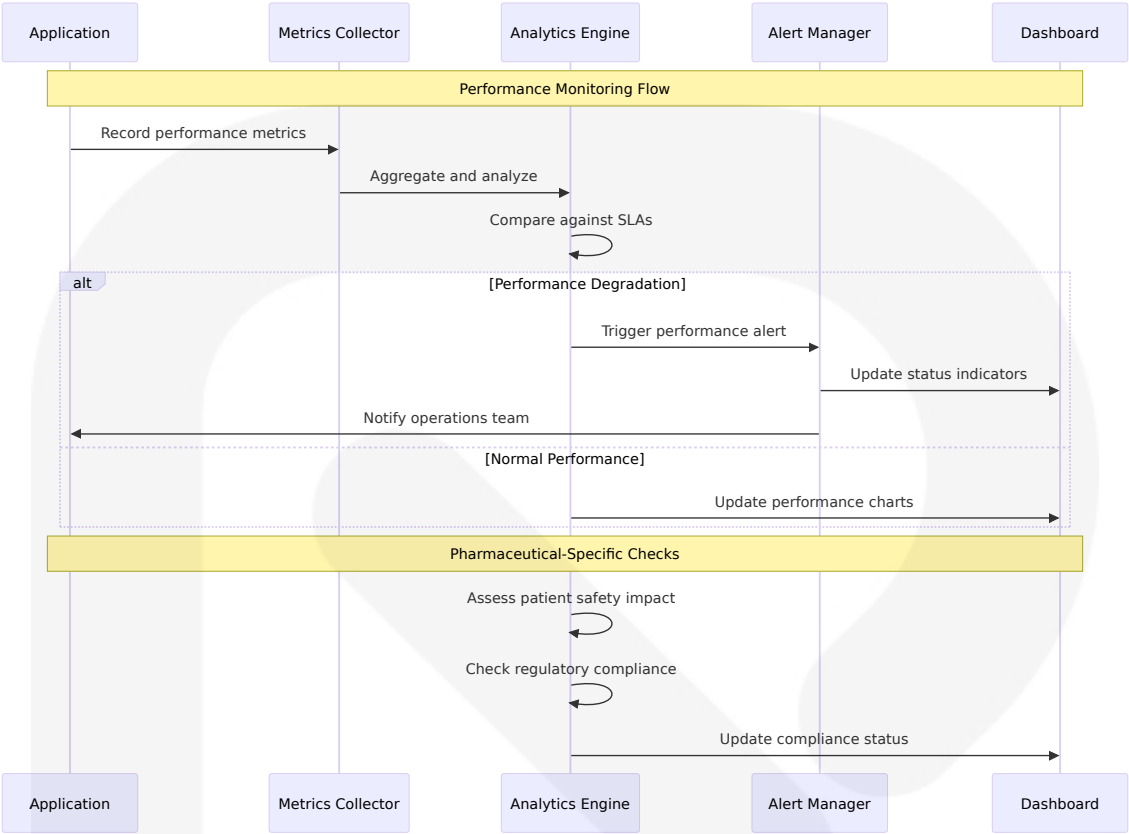 Application
Metrics Collector
Analytics Engine
Alert Manager
Dashboard
Performance Monitoring Flow
Record performance metrics
Aggregate and analyze
Compare against SLAs
alt
[Performance Degradation]
Trigger performance alert
Update status indicators
Notify operations team
[Normal Performance]
Update performance charts
Pharmaceutical-Specific Checks
Assess patient safety impact
Check regulatory compliance
Update compliance status
Application
Metrics Collector
Analytics Engine
Alert Manager
Dashboard